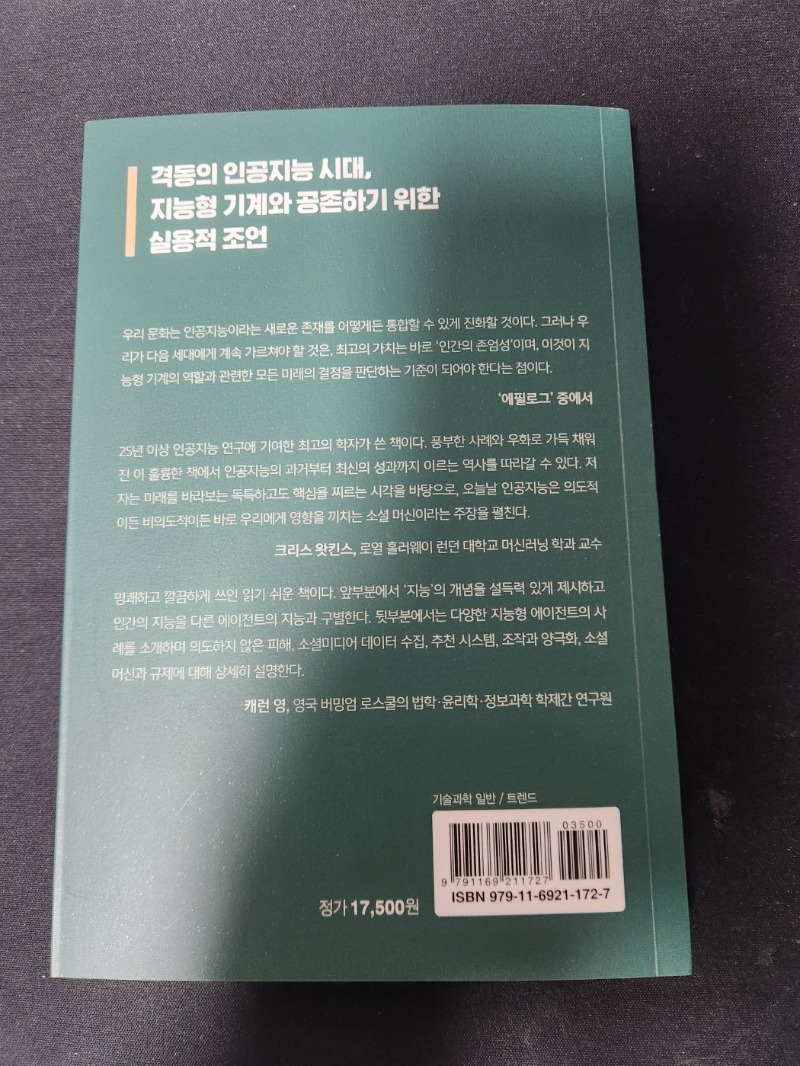 격동의 인공지능 시대,
지능형 기계와 공존하기 위한
실용적 조언
우리 문화는 인공지능이라는 새로운 존재를 어떻게든 통합할 수 있게 진화할 것이다. 그러나 우
리가 다음 세대에게 계속 가르쳐야 할 것은, 최고의 가치는 바로 '인간의 존엄성'이며, 이것이 지
능형 기계의 역할과 관련한 모든 미래의 결정을 판단하는 기준이 되어야 한다는 점이다.
'에필로그' 중에서
25년 이상 인공지능 연구에 기여한 최고의 학자가 쓴 책이다. 풍부한 사례와 우화로 가득 채워
진 이 훌륭한 책에서 인공지능의 과거부터 최신의 성과까지 이르는 역사를 따라갈 수 있다. 저
자는 미래를 바라보는 독특하고도 핵심을 찌르는 시각을 바탕으로, 오늘날 인공지능은 의도적
이든 비의도적이든 바로 우리에게 영향을 끼치는 소셜 머신이라는 주장을 펼친다.
크리스 왓킨스, 로열 홀러웨이 런던 대학교 머신러닝 학과 교수
명쾌하고 깔끔하게 쓰인 읽기 쉬운 책이다. 앞부분에서 '지능'의 개념을 설득력 있게 제시하고
인간의 지능을 다른 에이전트의 지능과 구별한다. 뒷부분에서는 다양한 지능형 에이전트의 사
례를 소개하며 의도하지 않은 피해, 소셜미디어 데이터 수집, 추천 시스템, 조작과 양극화, 소셜
머신과 규제에 대해 상세히 설명한다.
캐런 영, 영국 버밍엄 로스쿨의 법학·윤리학·정보과학 학제간 연구원
기술과학 일반 / 트렌드
03500
9 791169 211727
ISBN 979-11-6921-172-7
정가 17,500원